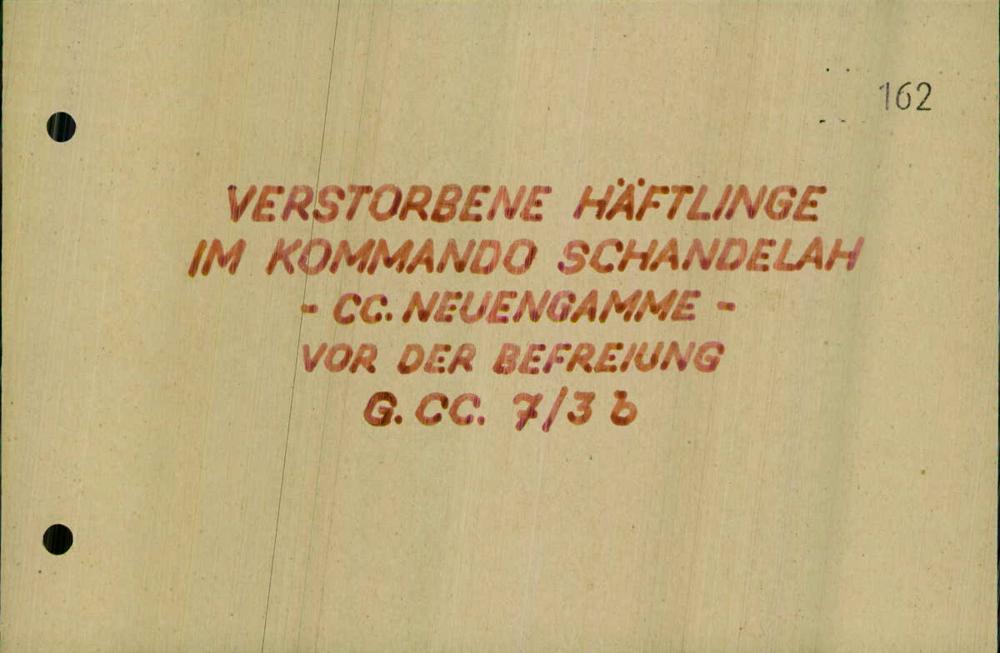 162
VERSTORBENE HÄFTLINGE
IM KOMMANDO SCHANDELAH
- CC. NEUENGAMME -
VOR DER BEFREIUNG
G. CC. 7/3 b